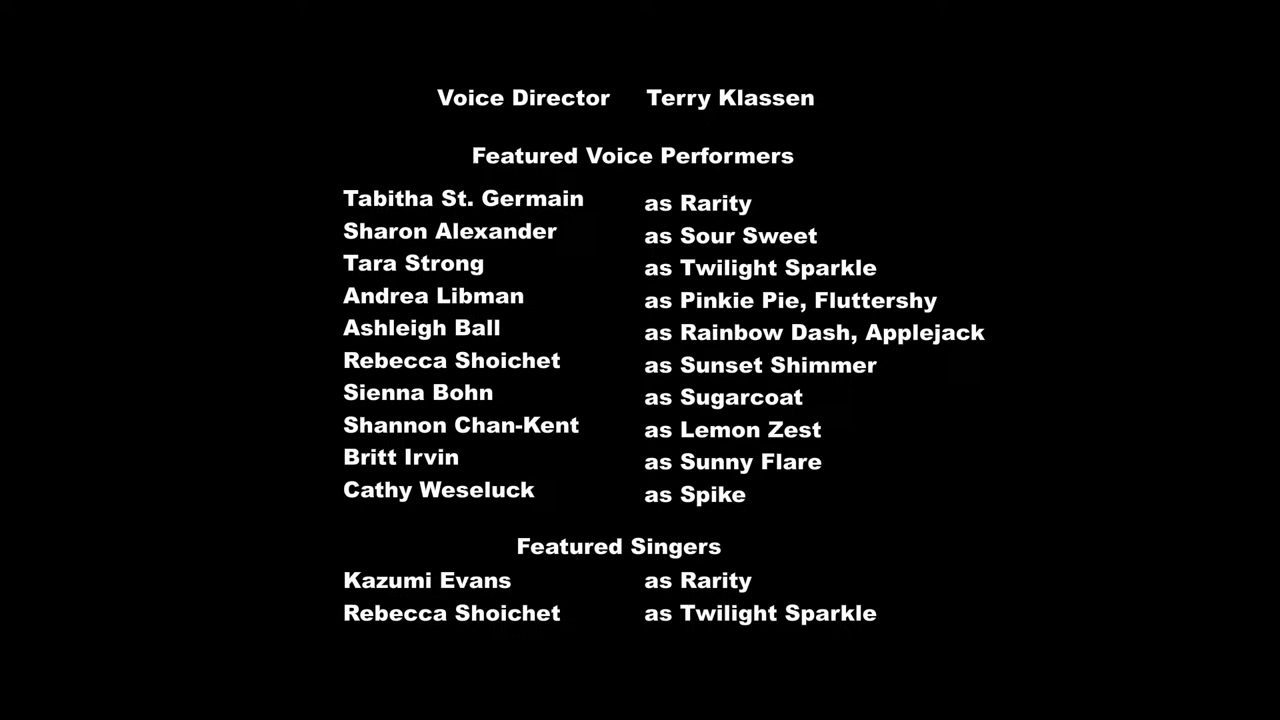 Voice Director Terry Klassen
Featured Voice Performers
Tabitha St. Germain as Rarity
Sharon Alexander as Sour Sweet
Tara Strong as Twilight Sparkle
Andrea Libman as Pinkie Pie, Fluttershy
Ashleigh Ball as Rainbow Dash, Applejack
Rebecca Shoichet as Sunset Shimmer
Sienna Bohn as Sugarcoat
Shannon Chan-Kent as Lemon Zest
Britt Irvin as Sunny Flare
Cathy Weseluck as Spike
Featured Singers
Kazumi Evans as Rarity
Rebecca Shoichet as Twilight Sparkle